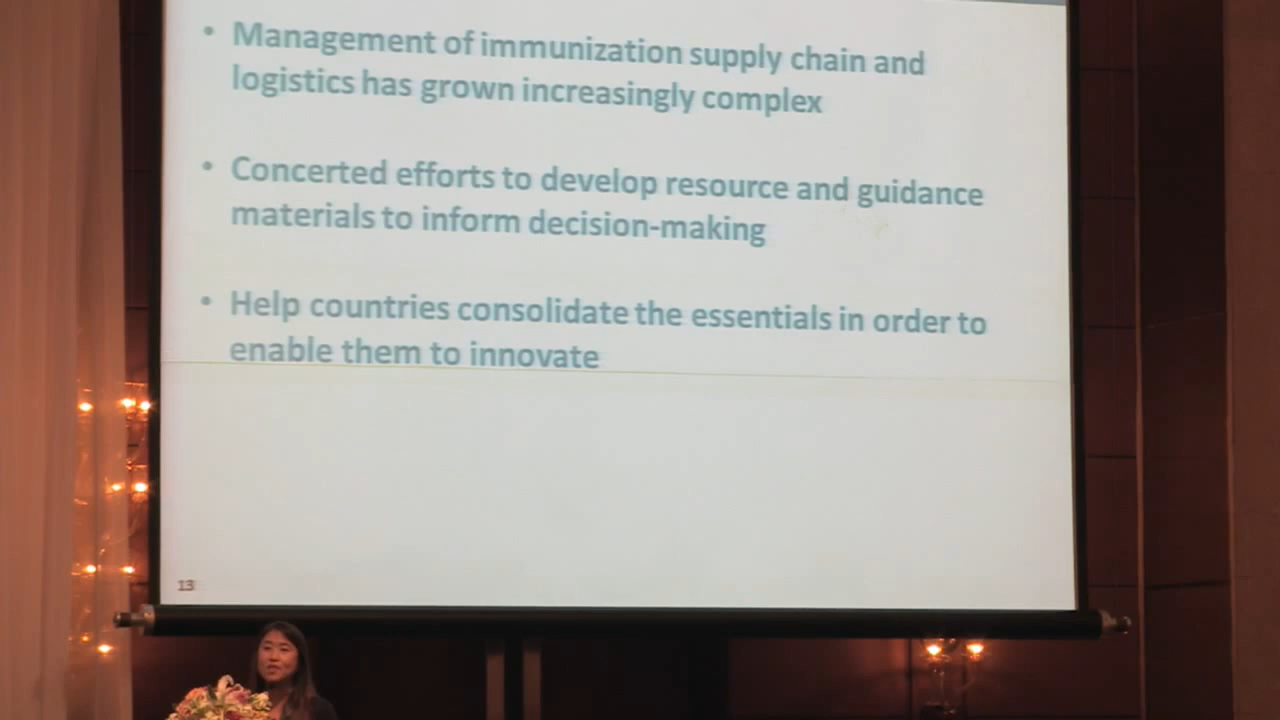 • Management of immunization supply chain and
logistics has grown increasingly complex
• Concerted efforts to develop resource and guidance
materials to inform decision-making
• Help countries consolidate the essentials in order to
enable them to innovate
13